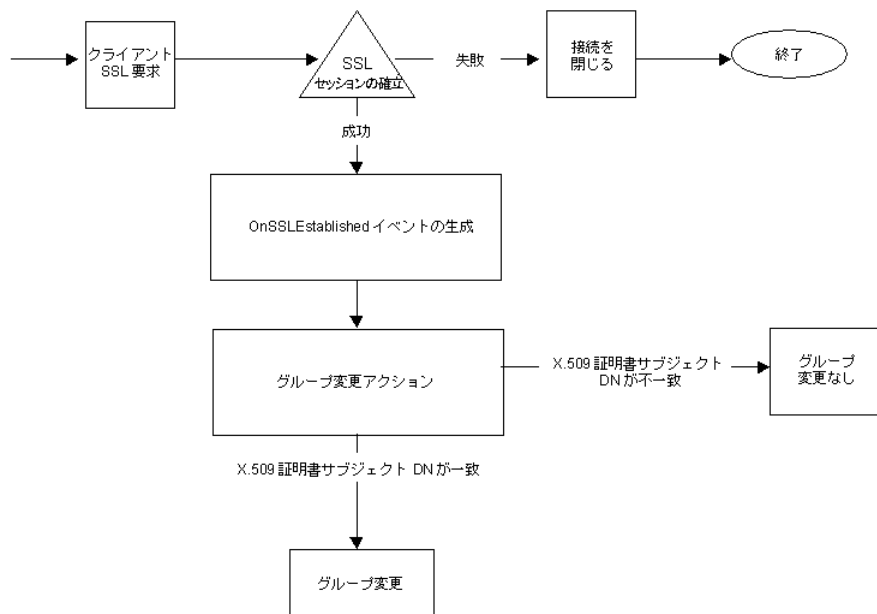 クライアント
SSL 要求
SSL
セッションの確立
失敗
接続を
閉じる
終了
成功
OnSSLEstablished イベントの生成
グループ変更アクション
X.509 証明書サブジェクト
DN が不一致
グループ
変更なし
X.509 証明書サブジェクト DN が一致
グループ変更